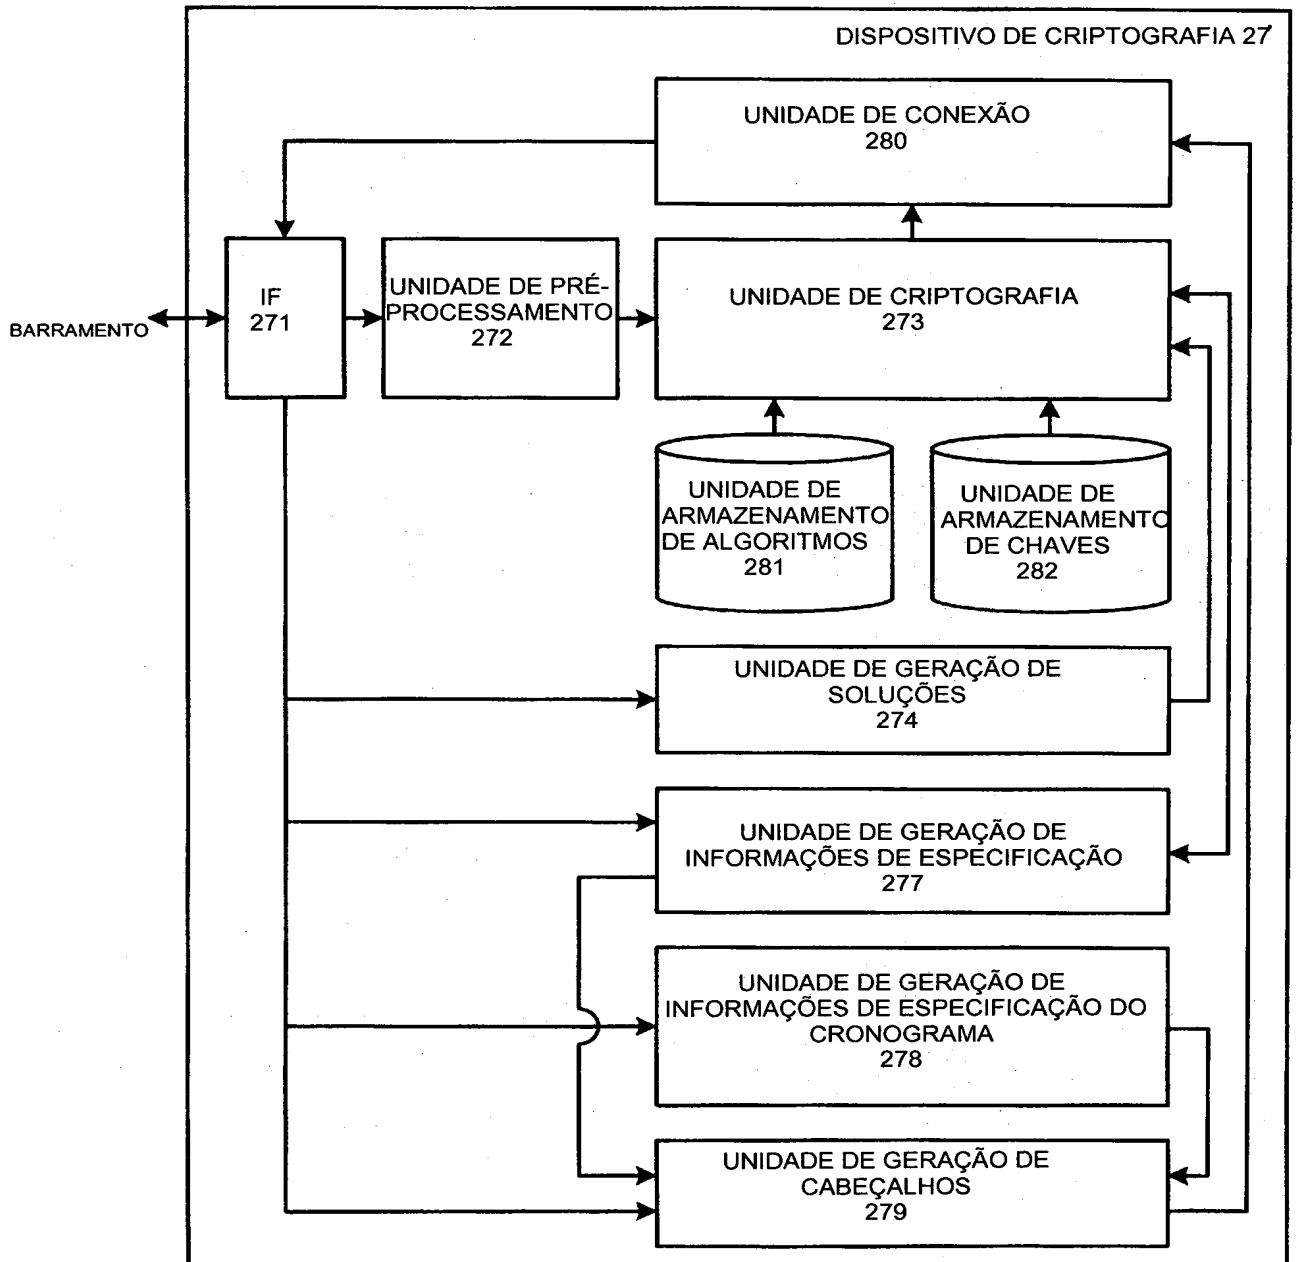 DISPOSITIVO DE CRIPTOGRAFIA 27
UNIDADE DE CONEXÃO
280
BARRAMENTO
IF
271
UNIDADE DE PRÉ-
PROCESSAMENTO
272
UNIDADE DE CRIPTOGRAFIA
273
UNIDADE DE
ARMAZENAMENTO
DE ALGORITMOS
281
UNIDADE DE
ARMAZENAMENTO
DE CHAVES
282
UNIDADE DE GERAÇÃO DE
SOLUÇÕES
274
UNIDADE DE GERAÇÃO DE
INFORMAÇÕES DE ESPECIFICAÇÃO
277
UNIDADE DE GERAÇÃO DE
INFORMAÇÕES DE ESPECIFICAÇÃO DO
CRONOGRAMA
278
UNIDADE DE GERAÇÃO DE
CABEÇALHOS
279